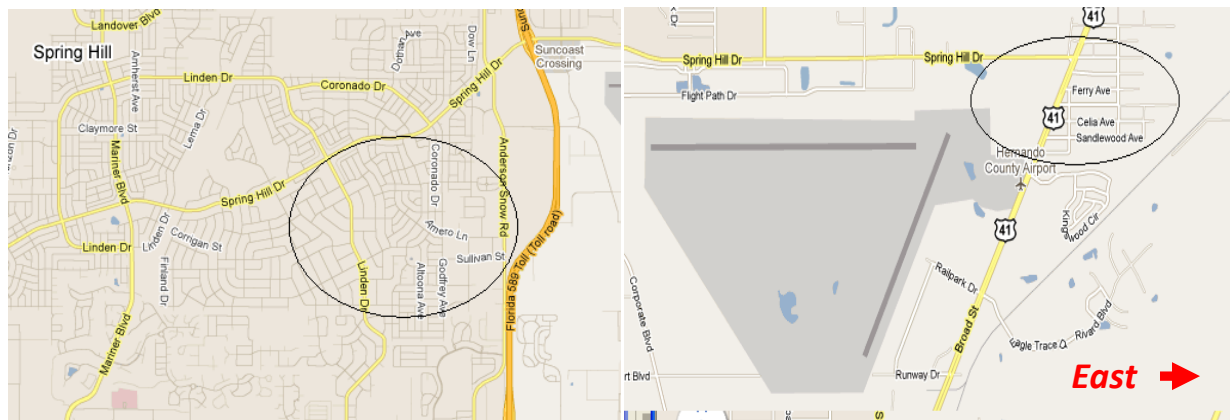 Landover Blvd
Spring Hill
Amherst Ave
Linden Dr
Coronado Dr
Dothan Ave
Dow Ln
Suncoast
Crossing
Spring Hill Dr
Lema Dr
Claymore St
Mariner Blvd
Spring Hill Dr
Coronado Dr
Anderson Snow Rd
Linden Dr
Linden Dr
Corrigan St
Finland Dr
Amero Ln
Sullivan St
Linden Dr
Altoona Ave
Godfrey Ave
Florida 589 Toll (Toll road)
Mariner Blvd
41
Spring Hill Dr
Spring Hill Dr
Flight Path Dr
Ferry Ave
41
Celia Ave
Sandlewood Ave
Hernando
County Airport
King's
Wood Cir
41
Railpark Dr
Corporate Blvd
Broad St
Eagle Trace
Rivard Blvd
rt Blvd
Runway Dr
East